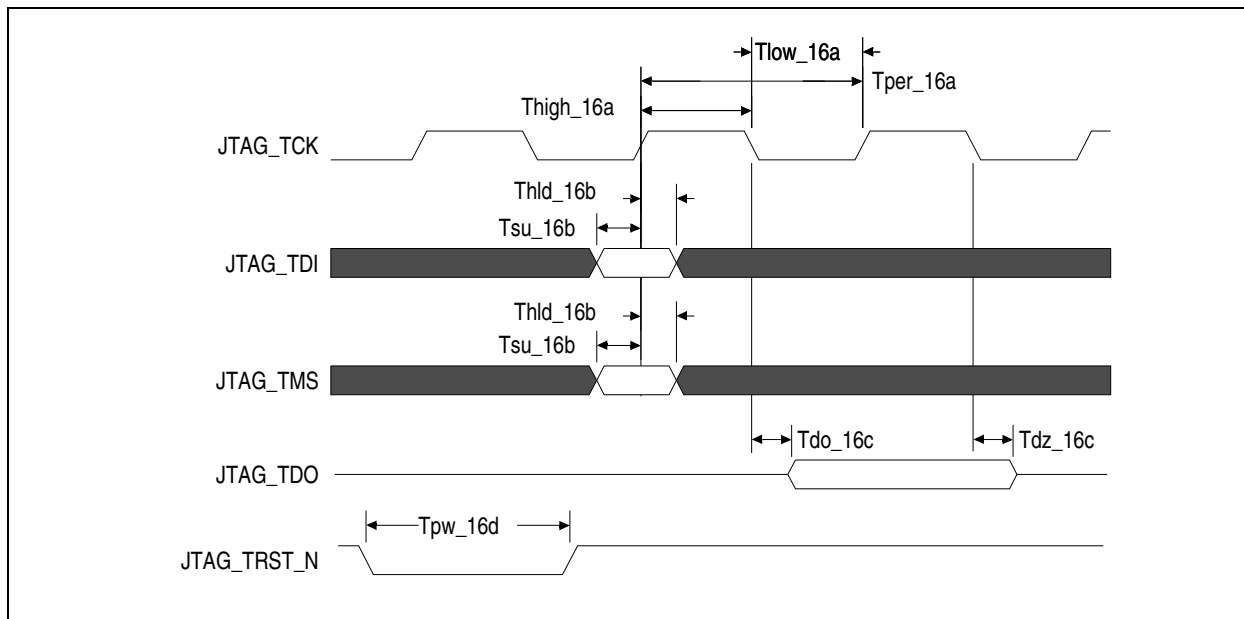 Tlow_16a
Tper_16a
Thigh_16a
JTAG_TCK
Thld_16b
Tsu_16b
JTAG_TDI
Thld_16b
Tsu_16b
JTAG_TMS
Tdo_16c
Tdz_16c
JTAG_TDO
Tpw_16d
JTAG_TRST_N